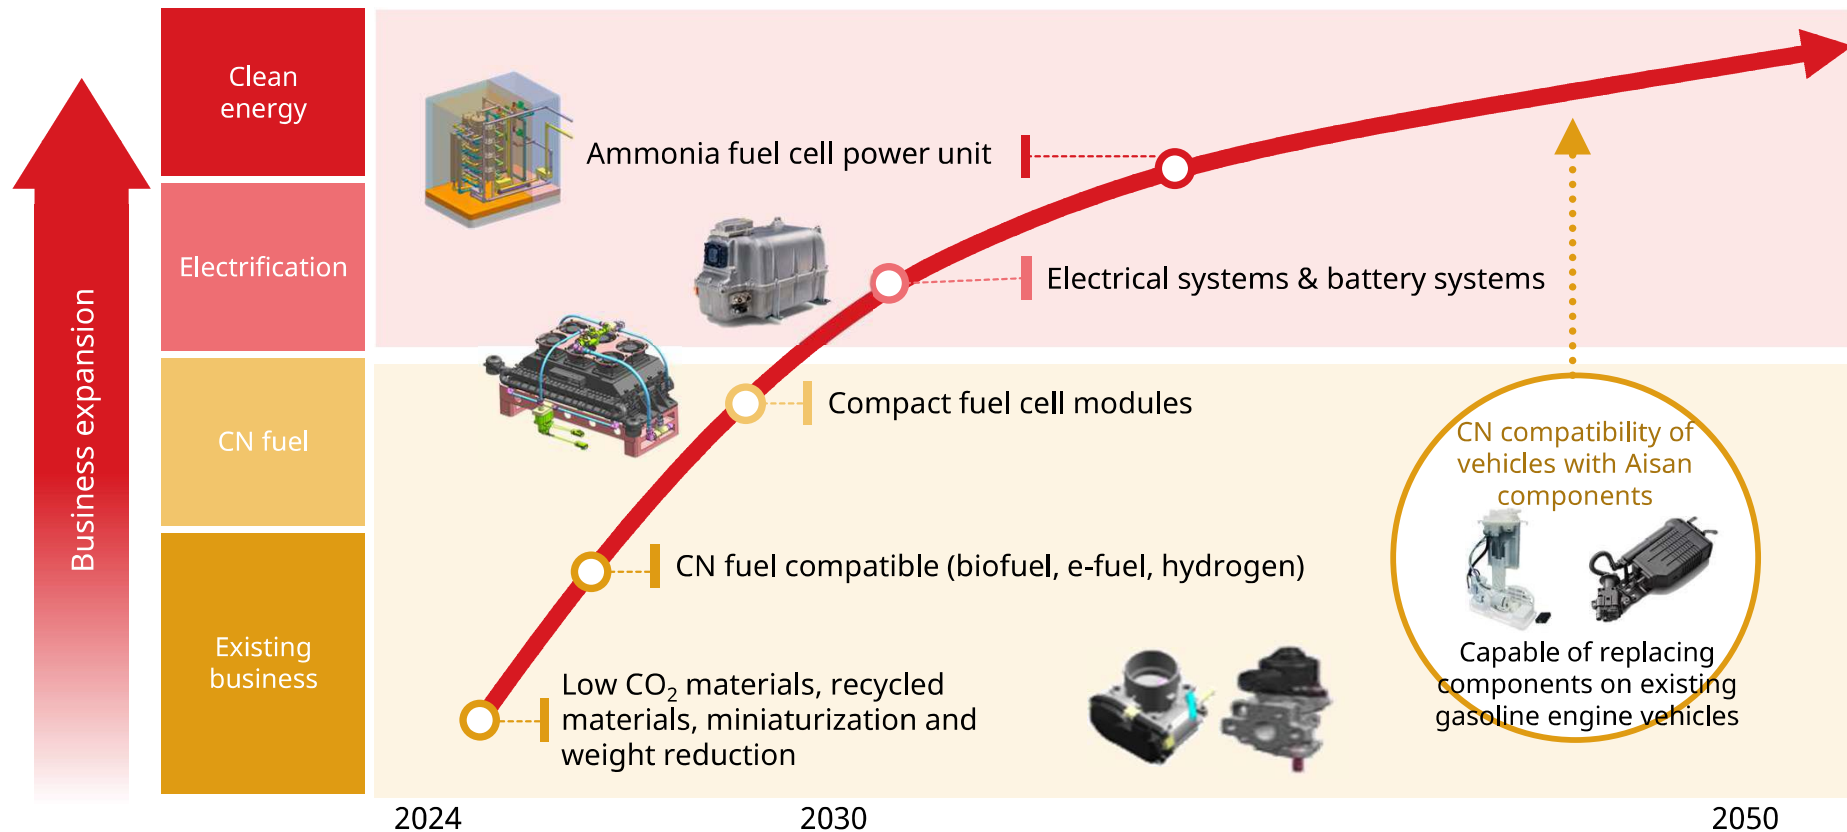 Business expansion
Clean
energy
Electrification
CN fuel
Existing
business
Ammonia fuel cell power unit
Electrical systems & battery systems
Compact fuel cell modules
CN fuel compatible (biofuel, e-fuel, hydrogen)
Low CO₂ materials, recycled
materials, miniaturization and
weight reduction
CN compatibility of
vehicles with Aisan
components
Capable of replacing
components on existing
gasoline engine vehicles
2024
2030
2050